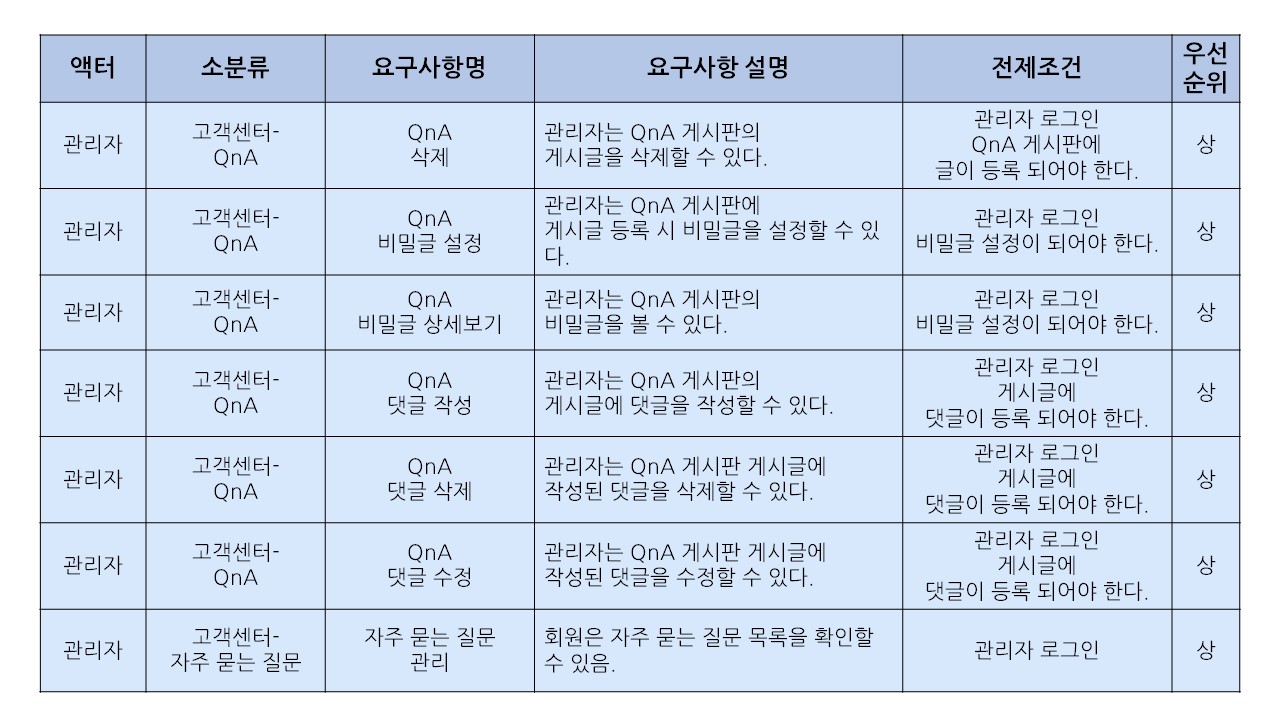 액터 소분류 요구사항명 요구사항 설명 전제조건 우선
순위
관리자
고객센터-
QnA
QnA
삭제
관리자는 QnA 게시판의
게시글을 삭제할 수 있다.
관리자 로그인
QnA 게시판에
글이 등록 되어야 한다.
상
관리자
고객센터-
QnA
QnA
비밀글 설정
관리자는 QnA 게시판에
게시글 등록 시 비밀글을 설정할 수 있
다.
관리자 로그인
비밀글 설정이 되어야 한다.
상
관리자
고객센터-
QnA
QnA
비밀글 상세보기
관리자는 QnA 게시판의
비밀글을 볼 수 있다.
관리자 로그인
비밀글 설정이 되어야 한다.
상
관리자
고객센터-
QnA
QnA
댓글 작성
관리자는 QnA 게시판의
게시글에 댓글을 작성할 수 있다.
관리자 로그인
게시글에
댓글이 등록 되어야 한다.
상
관리자
고객센터-
QnA
QnA
댓글 삭제
관리자는 QnA 게시판 게시글에
작성된 댓글을 삭제할 수 있다.
관리자 로그인
게시글에
댓글이 등록 되어야 한다.
상
관리자
고객센터-
QnA
QnA
댓글 수정
관리자는 QnA 게시판 게시글에
작성된 댓글을 수정할 수 있다.
관리자 로그인
게시글에
댓글이 등록 되어야 한다.
상
관리자
고객센터-
자주 묻는 질문
자주 묻는 질문
관리
회원은 자주 묻는 질문 목록을 확인할
수 있음.
관리자 로그인
상